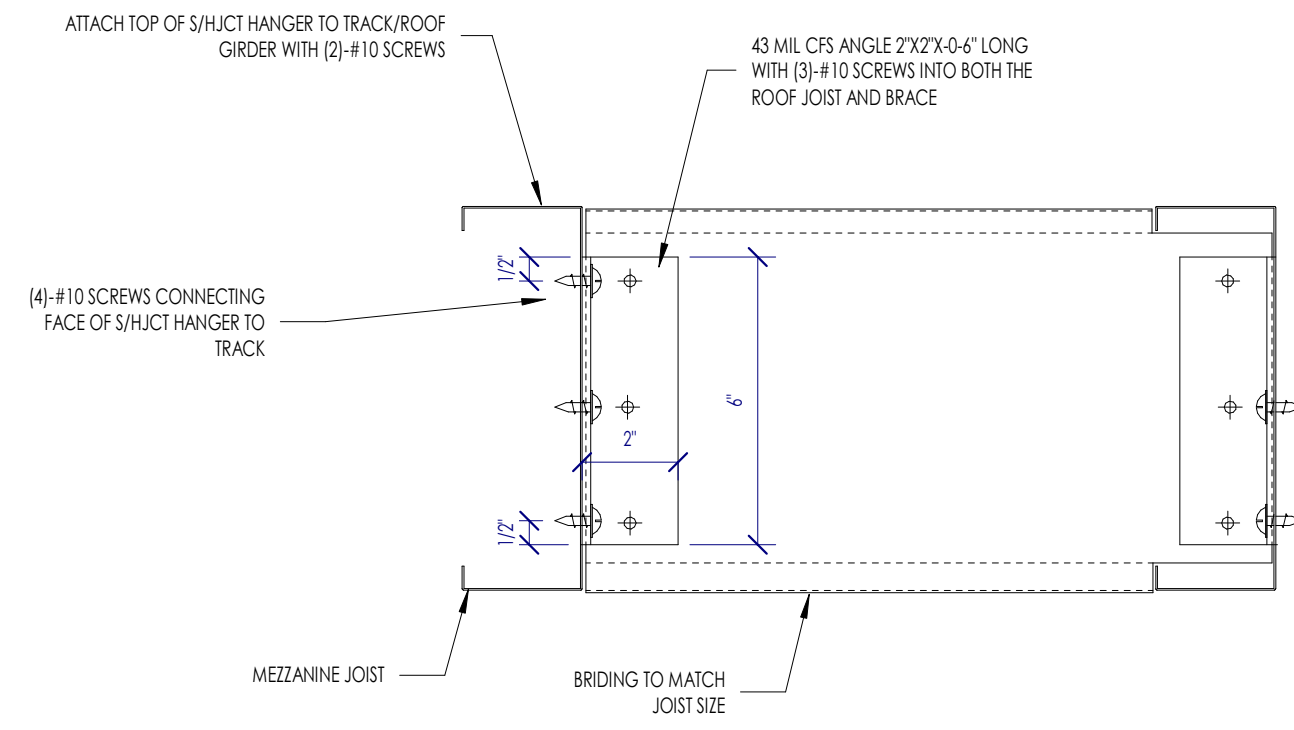 ATTACH TOP OF S/HJCT HANGER TO TRACK/ROOF
GIRDER WITH (2)-#10 SCREWS
43 MIL CFS ANGLE 2"X2"X-0-6" LONG
WITH (3)-#10 SCREWS INTO BOTH THE
ROOF JOIST AND BRACE
(4)-#10 SCREWS CONNECTING
FACE OF S/HJCT HANGER TO
TRACK
1/2"
6"
2"
1/2"
MEZZANINE JOIST
BRIDING TO MATCH
JOIST SIZE